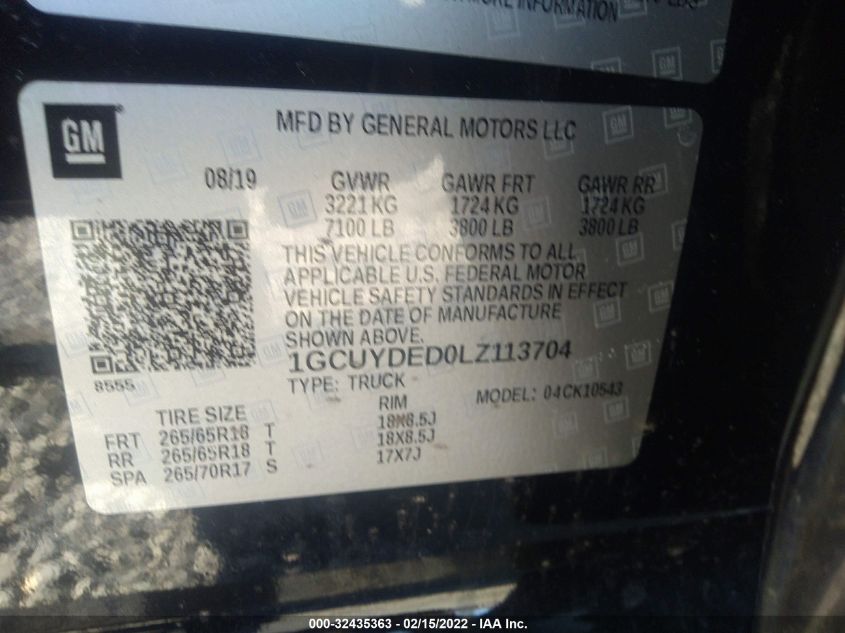 MORE INFORMATION
GM
MFD BY GENERAL MOTORS LLC
08/19 GVWR GAWR FRT GAWR RR
3221 KG 1724 KG 1724 KG
7100 LB 3800 LB 3800 LB
THIS VEHICLE CONFORMS TO ALL
APPLICABLE U.S. FEDERAL MOTOR
VEHICLE SAFETY STANDARDS IN EFFECT
ON THE DATE OF MANUFACTURE
SHOWN ABOVE.
8555
1GCUYDED0LZ113704
TYPE: TRUCK MODEL: 04CK10543
TIRE SIZE RIM
FRT 265/65R18 T 18X8.5J
RR 265/65R18 T 18X8.5J
SPA 265/70R17 S 17X7J
000-32435363 - 02/15/2022 - IAA Inc.